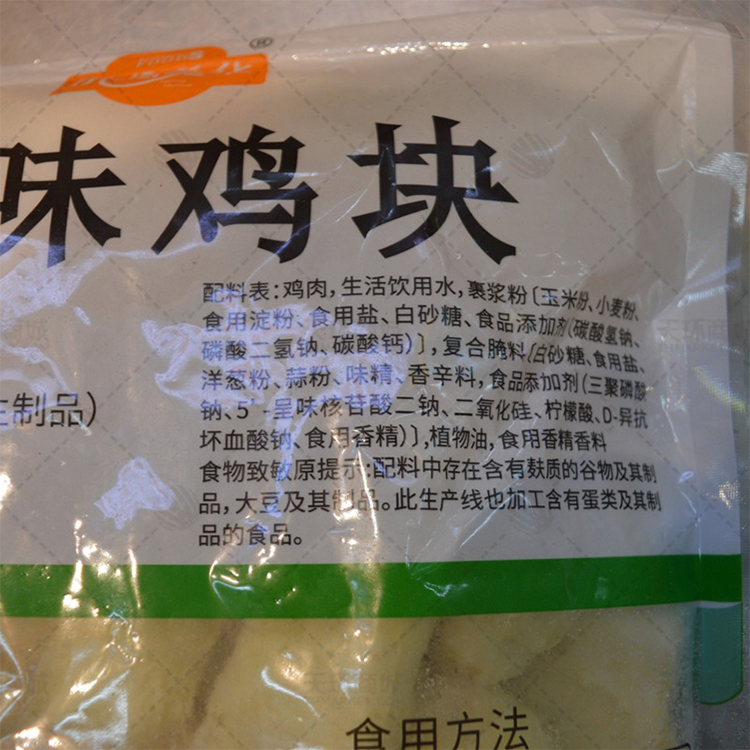 味鸡块
配料表:鸡肉,生活饮用水,裹浆粉〔玉米粉、小麦粉、
食用淀粉、食用盐、白砂糖、食品添加剂(碳酸氢钠、
磷酸二氢钠、碳酸钙)〕,复合腌料〔白砂糖、食用盐、
洋葱粉、蒜粉、味精、香辛料,食品添加剂(三聚磷酸
钠、5'-呈味核苷酸二钠、二氧化硅、柠檬酸、D-异抗
坏血酸钠、食用香精)〕,植物油,食用香精香料
食物致敏原提示:配料中存在含有麸质的谷物及其制
品,大豆及其制品。此生产线也加工含有蛋类及其制
品的食品。
制品)
食用方法